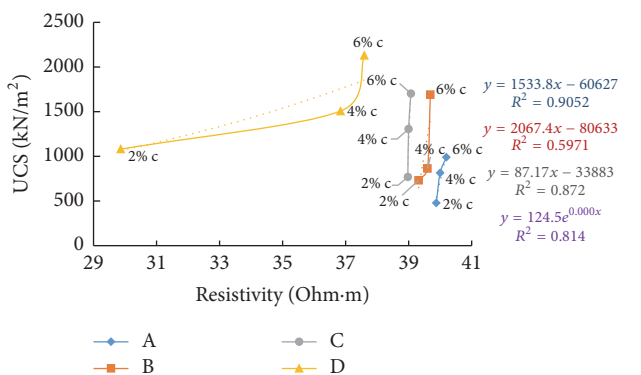 2500
2000
1500
1000
500
0
UCS (kN/m²)
29
31
33
35
37
39
41
Resistivity (Ohm·m)
2% c
4% c
6% c
6% c
4% c
2% c
6% c
4% c
2% c
6% c
4% c
2% c
y = 1533.8x − 60627
R² = 0.9052
y = 2067.4x − 80633
R² = 0.5971
y = 87.17x − 33883
R² = 0.872
y = 124.5e^0.000x
R² = 0.814
A
B
C
D